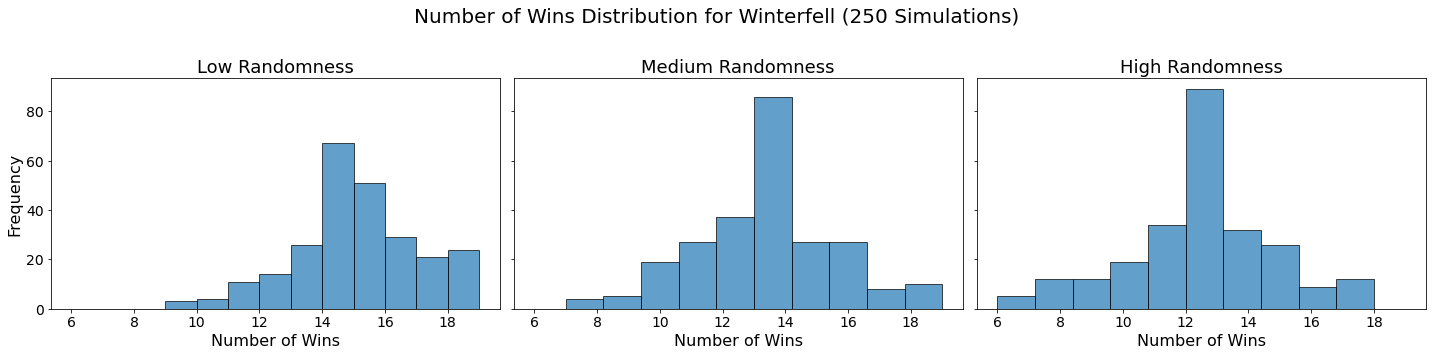 Number of Wins Distribution for Winterfell (250 Simulations)
Low Randomness
Medium Randomness
High Randomness
Frequency
80
60
40
20
0
6 8 10 12 14 16 18
6 8 10 12 14 16 18
6 8 10 12 14 16 18
Number of Wins
Number of Wins
Number of Wins